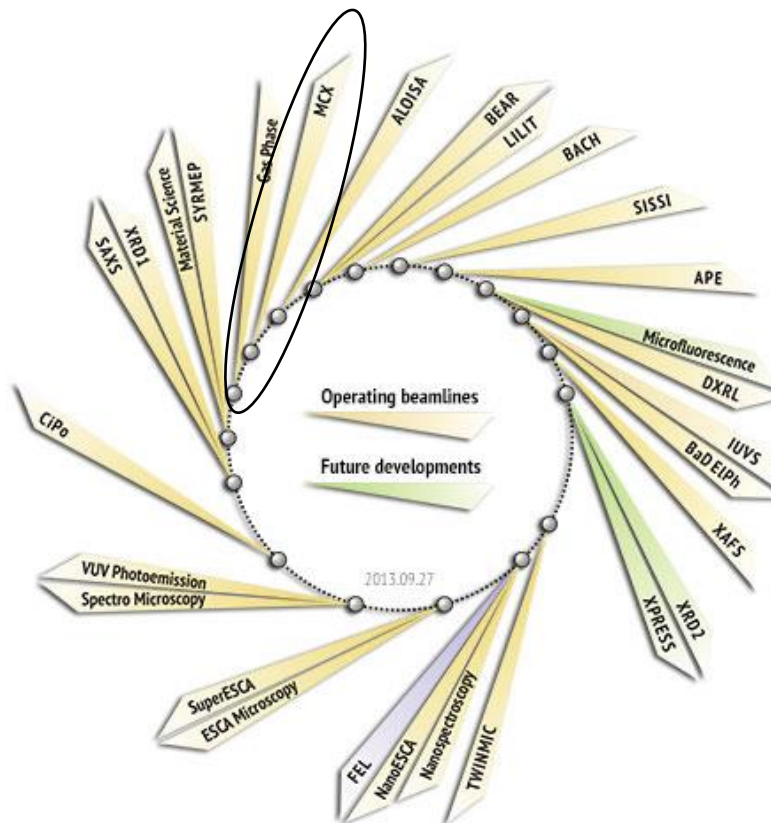 MCX
Gas Phase
ALOISA
BEAR
LILIT
BACH
SISSI
APE
Microfluorescence
DXRL
IUVS
BaD ElPh
XAFS
XRD2
XPRESS
TWINMIC
Nanospectroscopy
NanoESCA
FEL
ESCA Microscopy
SuperESCA
Spectro Microscopy
VUV Photoemission
CiPo
SAXS
XRD1
Material Science
SYRMEP
Operating beamlines
Future developments
2013.09.27